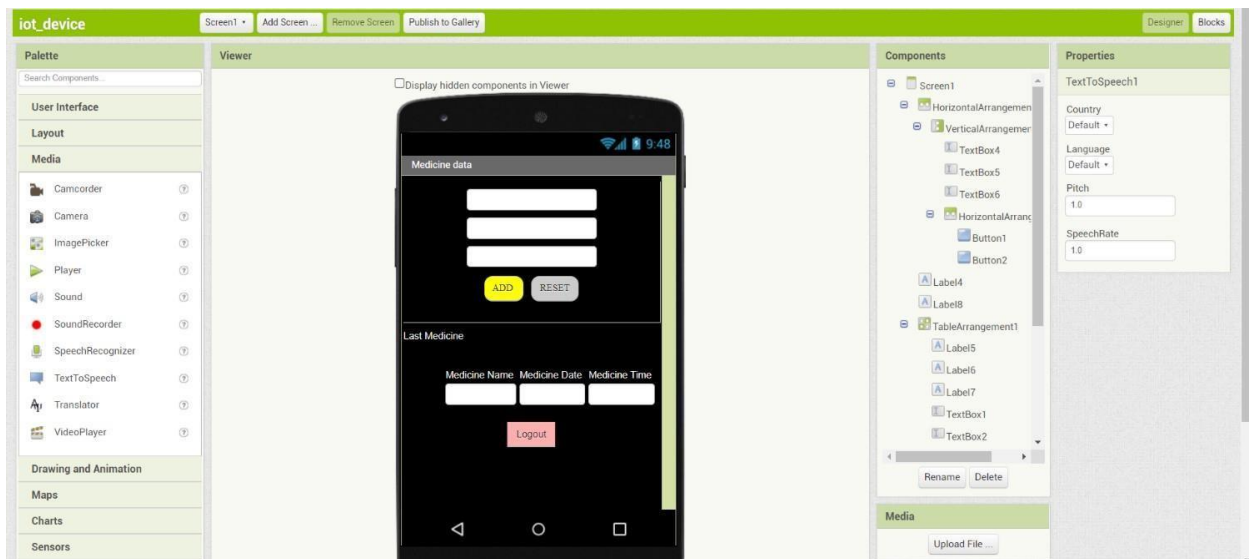 iot_device
Screen1
Add Screen ...
Remove Screen
Publish to Gallery
Designer
Blocks
Palette
Search Components...
User Interface
Layout
Media
Camcorder
Camera
ImagePicker
Player
Sound
SoundRecorder
SpeechRecognizer
TextToSpeech
Translator
VideoPlayer
Drawing and Animation
Maps
Charts
Sensors
Viewer
Display hidden components in Viewer
9:48
Medicine data
ADD
RESET
Last Medicine
Medicine Name Medicine Date Medicine Time
Logout
Components
Screen1
HorizontalArrangemen
VerticalArrangemer
TextBox4
TextBox5
TextBox6
HorizontalArrang
Button1
Button2
Label4
Label8
TableArrangement1
Label5
Label6
Label7
TextBox1
TextBox2
Rename
Delete
Media
Upload File ...
Properties
TextToSpeech1
Country
Default
Language
Default
Pitch
1.0
SpeechRate
1.0